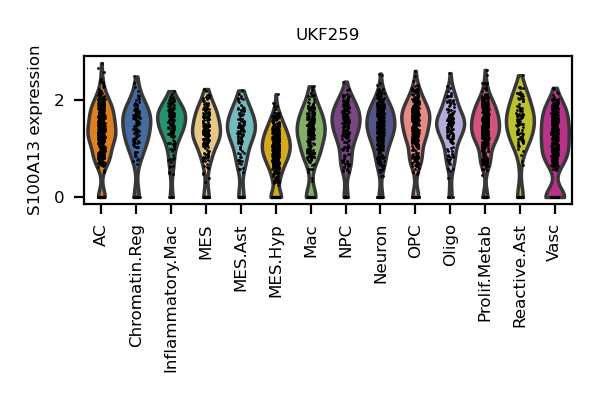 UKF259
S100A13 expression
2
0
AC
Chromatin.Reg
Inflammatory.Mac
MES
MES.Ast
MES.Hyp
Mac
NPC
Neuron
OPC
Oligo
Prolif.Metab
Reactive.Ast
Vasc